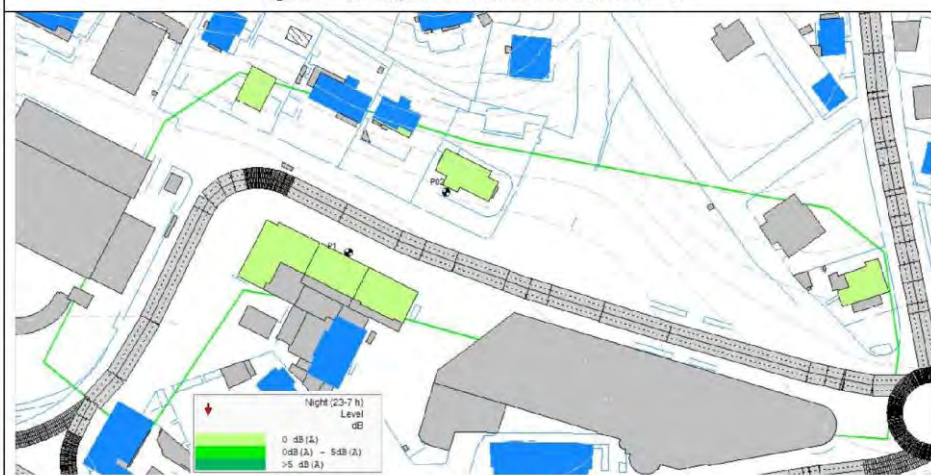 P02
P1
Night (23-7 h)
Level
dB
0 dB(A)
0dB(A) - 5dB(A)
>5 dB(A)